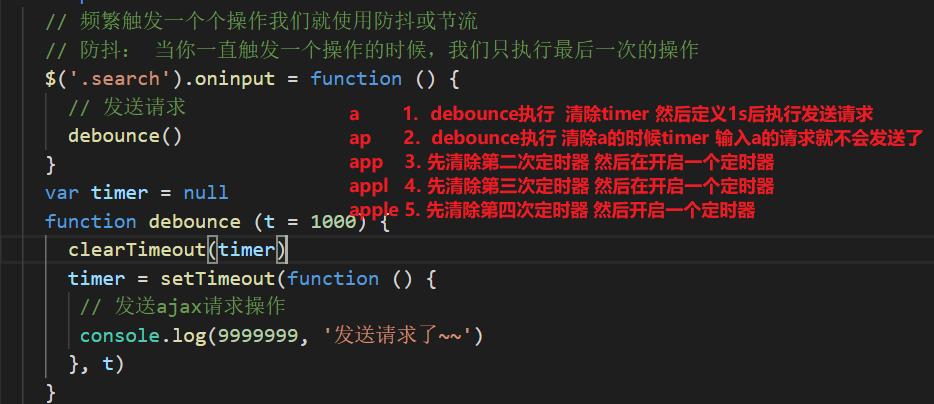 // 频繁触发一个个操作我们就使用防抖或节流
// 防抖： 当你一直触发一个操作的时候，我们只执行最后一次的操作
$('.search').oninput = function () {
// 发送请求
debounce()
}
a 1. debounce执行 清除timer 然后定义1s后执行发送请求
ap 2. debounce执行 清除a的时候timer 输入a的请求就不会发送了
app 3. 先清除第二次定时器 然后在开启一个定时器
appl 4. 先清除第三次定时器 然后在开启一个定时器
apple 5. 先清除第四次定时器 然后开启一个定时器
var timer = null
function debounce (t = 1000) {
clearTimeout(timer)
timer = setTimeout(function () {
// 发送ajax请求操作
console.log(9999999, '发送请求了~~')
}, t)
}